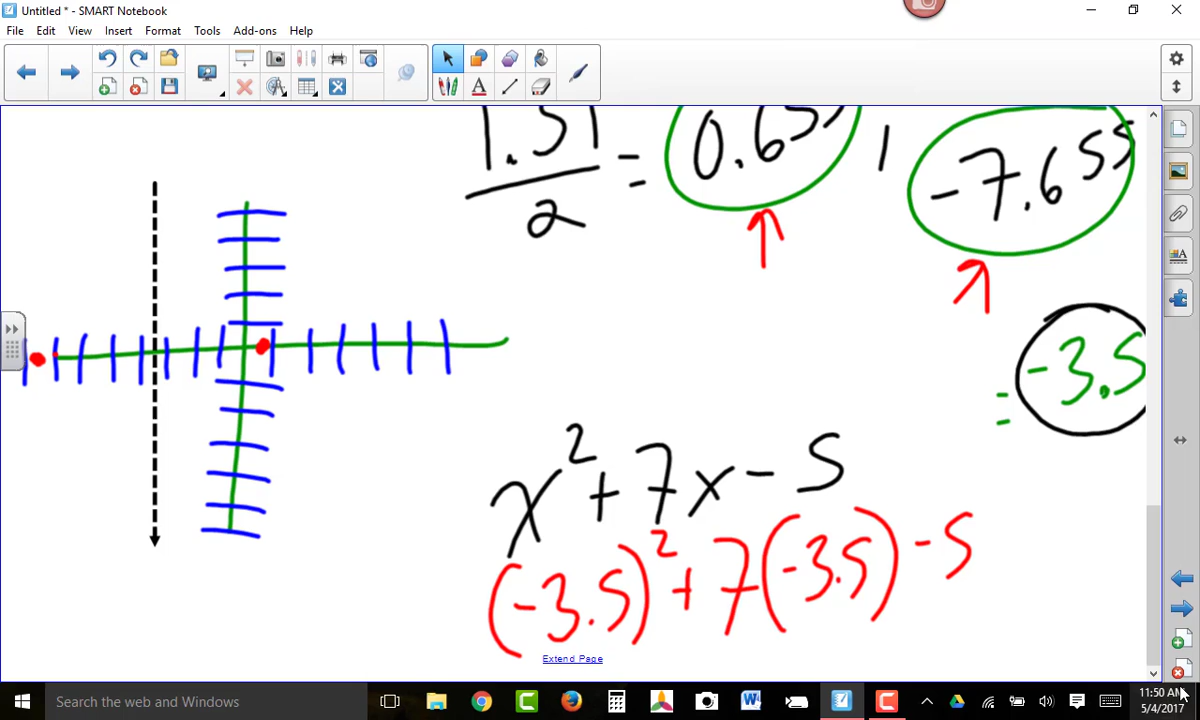 Untitled * - SMART Notebook
File Edit View Insert Format Tools Add-ons Help
1.31
2
= 0.655 , -7.655
= -3.5
x² + 7x - 5
(-3.5)² + 7(-3.5) - 5
Extend Page
Search the web and Windows
11:50 AM
5/4/2017